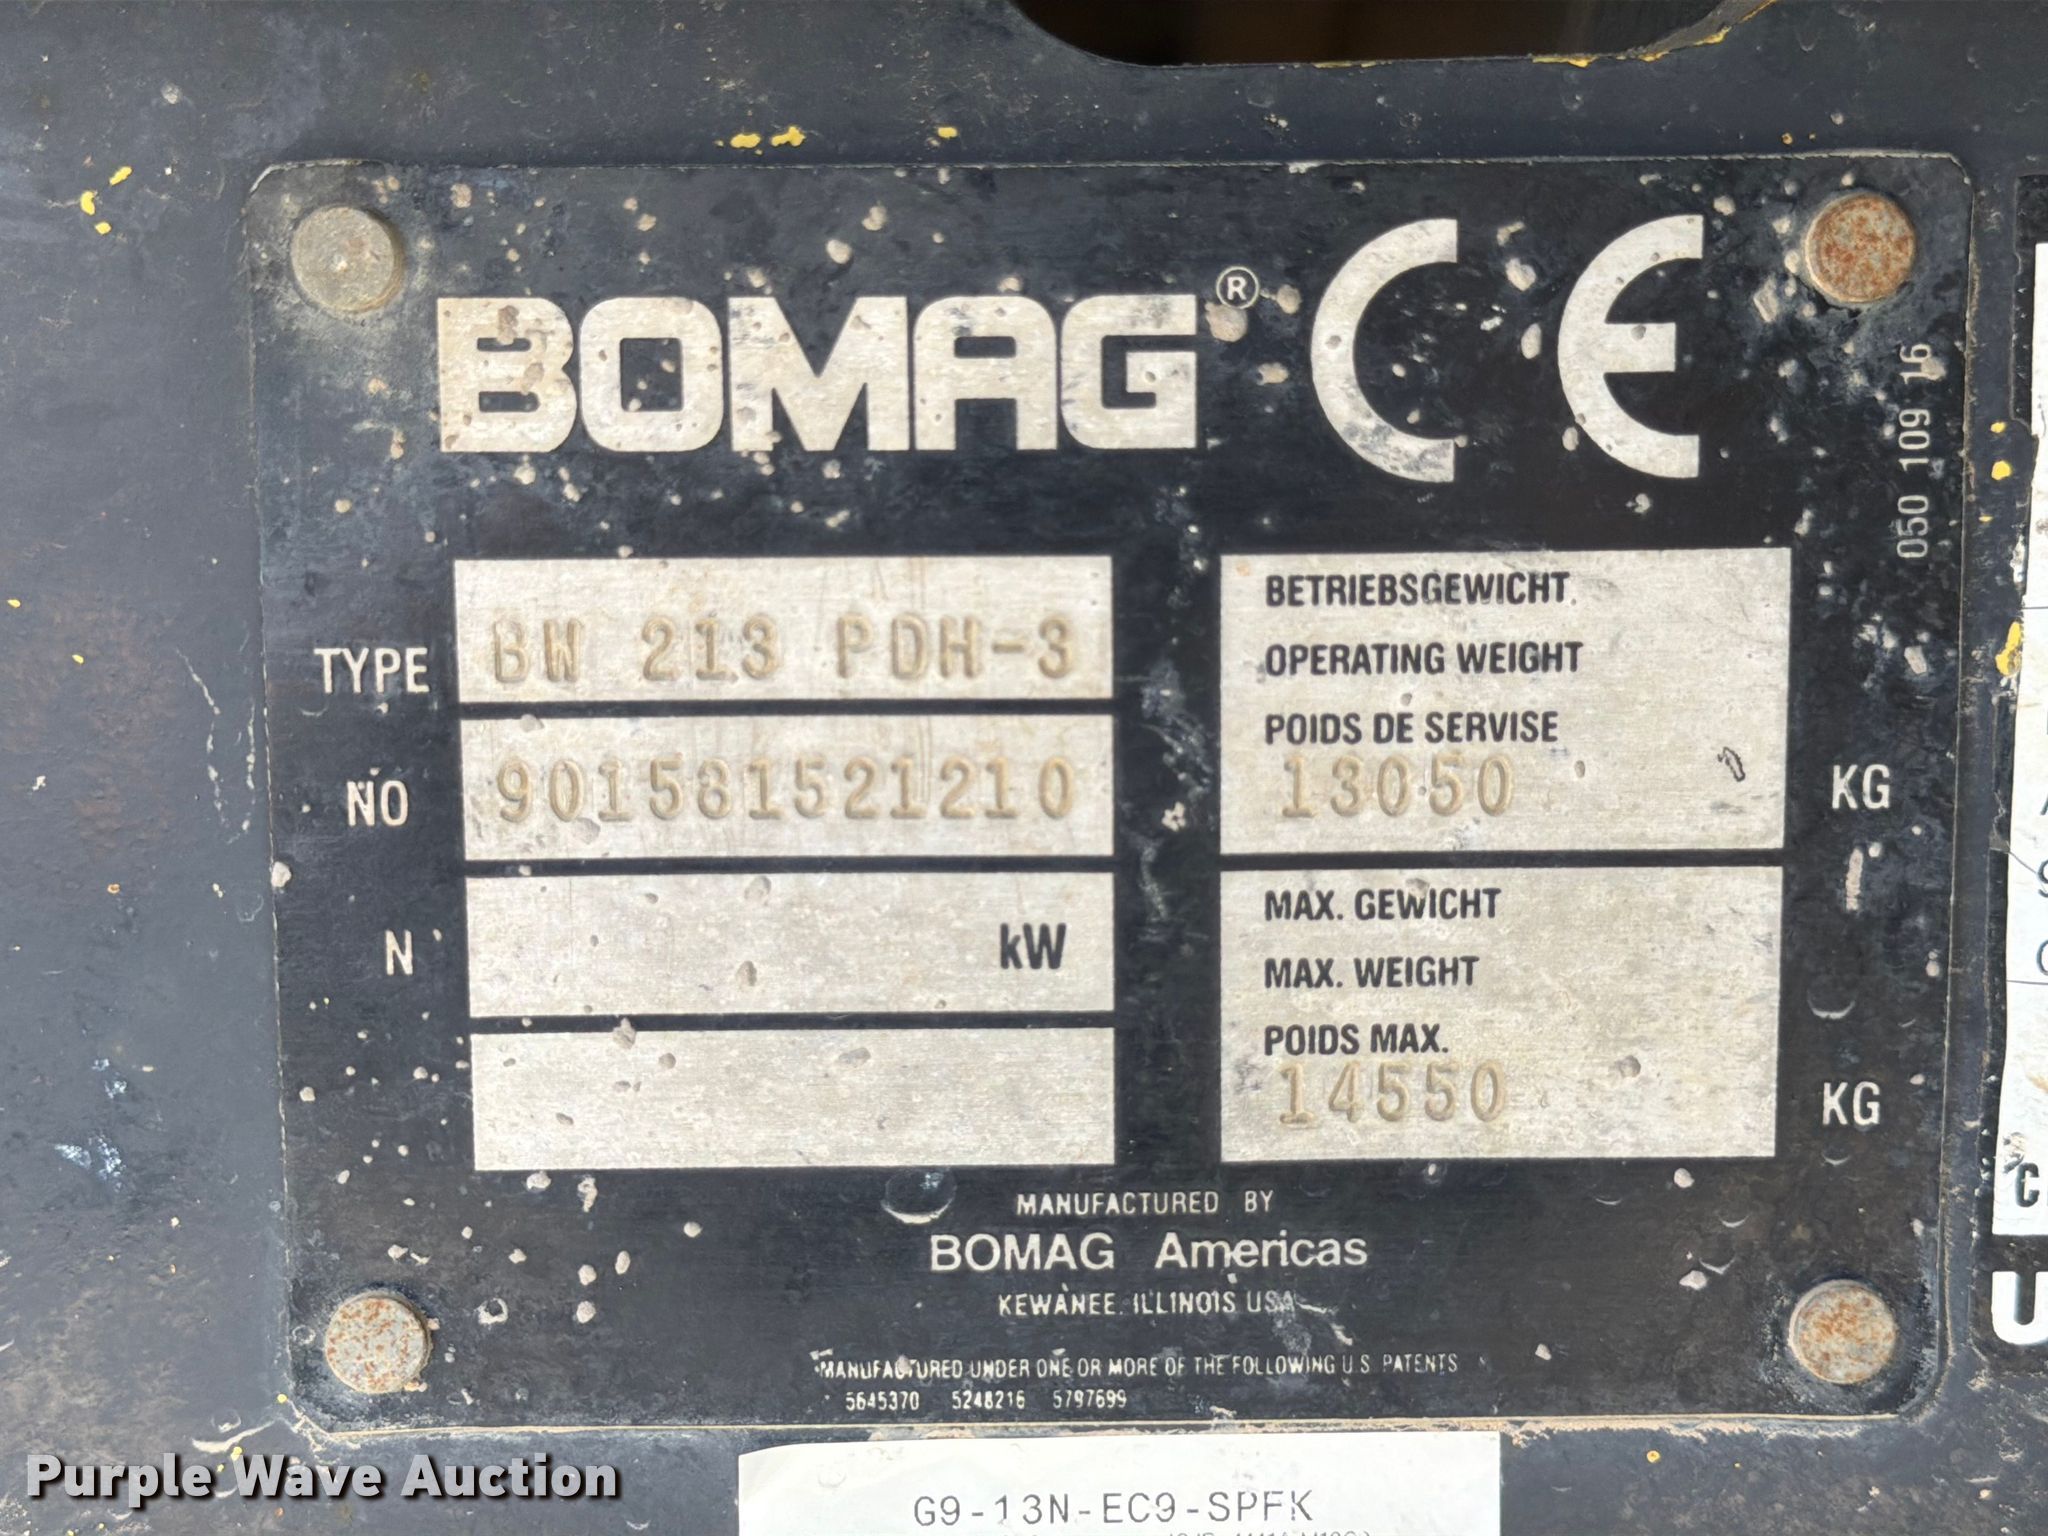 BOMAG® CE
050 109 16
TYPE BW 213 PDH-3
NO 901581521210
N kW
BETRIEBSGEWICHT
OPERATING WEIGHT
POIDS DE SERVISE
13050 KG
MAX. GEWICHT
MAX. WEIGHT
POIDS MAX.
14550 KG
MANUFACTURED BY
BOMAG Americas
KEWANEE, ILLINOIS USA
MANUFACTURED UNDER ONE OR MORE OF THE FOLLOWING U.S. PATENTS
5645370 5248216 5797699
G9-13N-EC9-SPFK
Purple Wave Auction